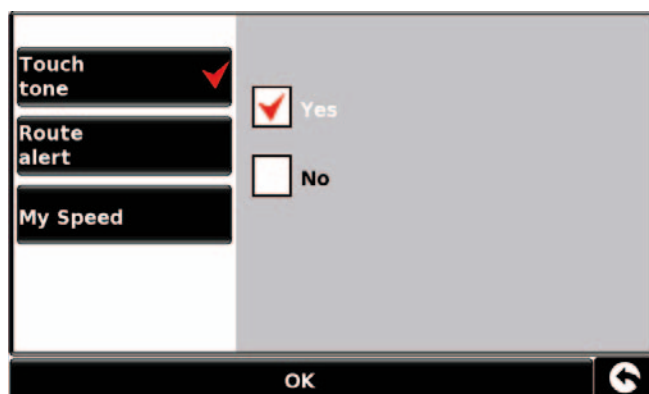 Touch
tone
Route
alert
My Speed
Yes
No
OK